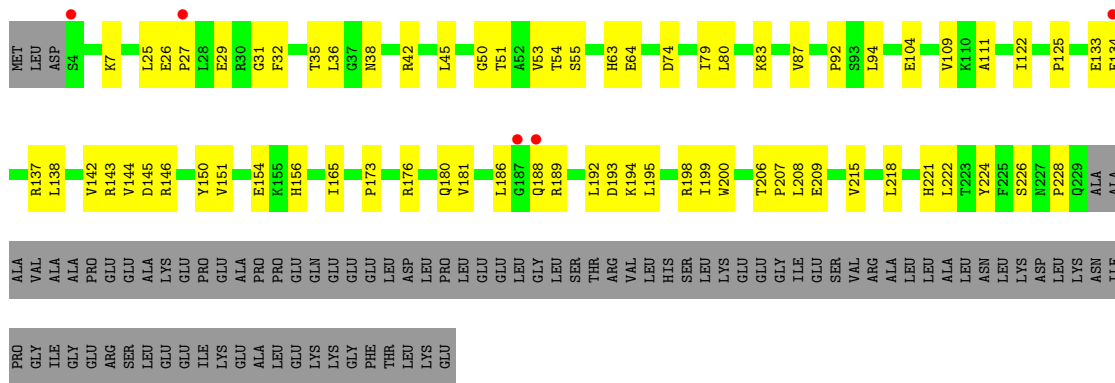 MET LEU ASP S4 K7 L25 E26 P27 L28 E29 R30 G31 F32 T35 L36 G37 N38 R42 L45 G50 T51 A52 V53 T54 S55 H63 E64 D74 I79 L80 K83 V87 P92 S93 L94 E104 V109 K110 A111 I122 P125 E133 E134
R137 L138 V142 R143 V144 D145 R146 Y150 V151 E154 K155 H156 I165 P173 R176 Q180 V181 L186 G187 Q188 R189 L192 D193 K194 L195 R198 I199 W200 T206 P207 L208 E209 V215 L218 H221 L222 T223 Y224 F225 S226 N227 P228 Q229 ALA ALA
ALA VAL ALA ALA PRO GLU GLU ALA LYS GLU PRO GLU ALA PRO PRO GLU GLN GLU GLU GLU LEU ASP LEU PRO LEU GLU GLU LEU GLY LEU SER THR ARG VAL LEU HIS SER LEU LYS GLU GLU GLY ILE GLU SER VAL ARG ALA LEU LEU ALA LEU ASN LEU LYS ASP LEU LYS ASN ILE
PRO GLY ILE GLY GLU ARG SER LEU GLU GLU ILE LYS GLU ALA LEU GLU LYS LYS GLY PHE THR LEU LYS GLU